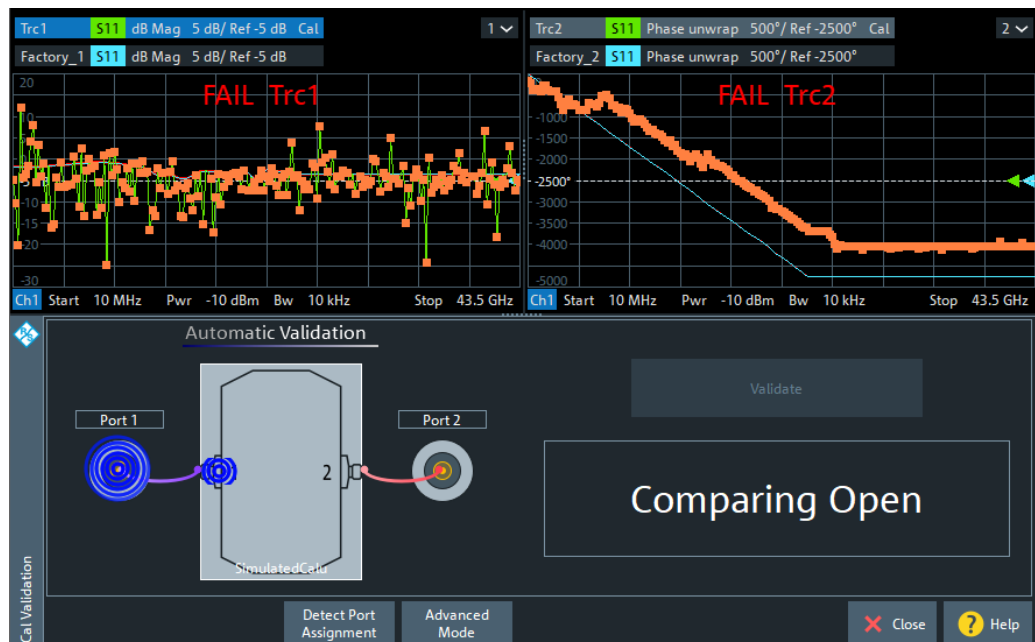 Trc1 S11 dB Mag 5 dB/ Ref -5 dB Cal 1
Factory_1 S11 dB Mag 5 dB/ Ref -5 dB
20
FAIL Trc1
-5
-10
-15
-20
-30
Ch1 Start 10 MHz Pwr -10 dBm Bw 10 kHz Stop 43.5 GHz
Trc2 S11 Phase unwrap 500°/ Ref -2500° Cal 2
Factory_2 S11 Phase unwrap 500°/ Ref -2500°
FAIL Trc2
-1000
-1500
-2000
-2500°
-3000
-3500
-4000
-5000
Ch1 Start 10 MHz Pwr -10 dBm Bw 10 kHz Stop 43.5 GHz
Automatic Validation
Port 1
Port 2
2
SimulatedCalu
Validate
Comparing Open
Cal Validation
Detect Port
Assignment
Advanced
Mode
Close
? Help